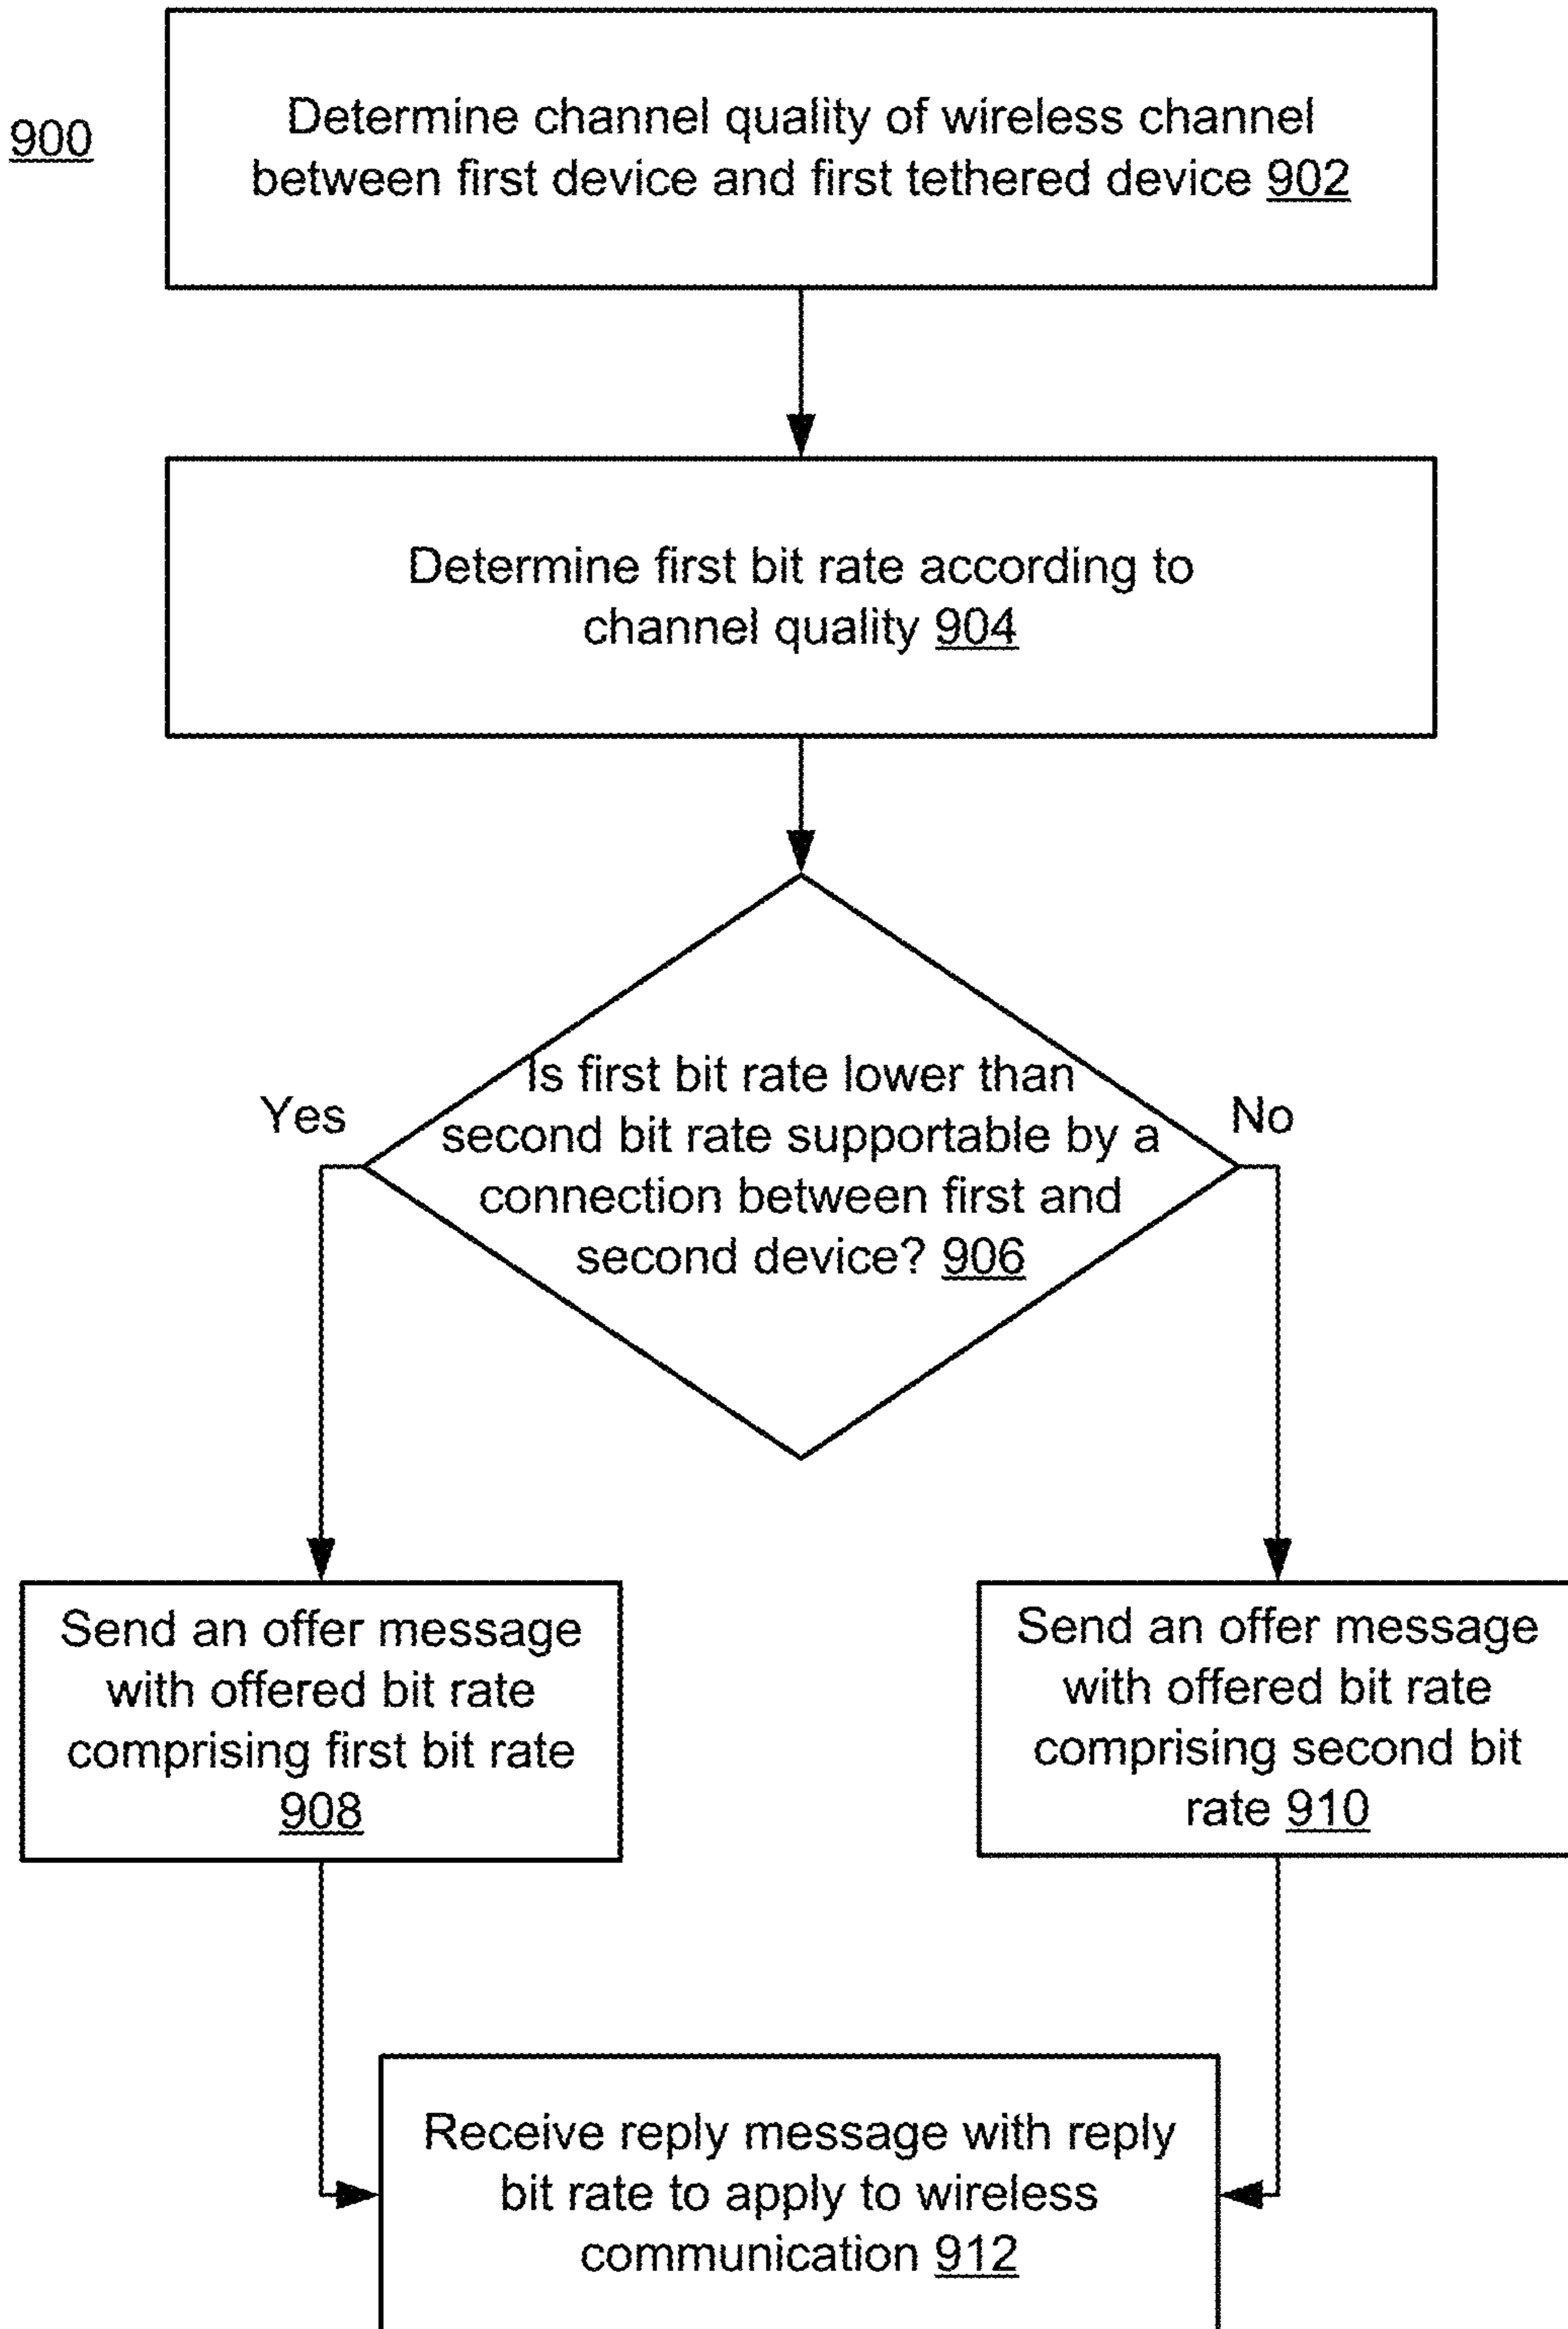 900
Determine channel quality of wireless channel
between first device and first tethered device 902
Determine first bit rate according to
channel quality 904
Is first bit rate lower than
second bit rate supportable by a
connection between first and
second device? 906
Yes
No
Send an offer message
with offered bit rate
comprising first bit rate
908
Send an offer message
with offered bit rate
comprising second bit
rate 910
Receive reply message with reply
bit rate to apply to wireless
communication 912